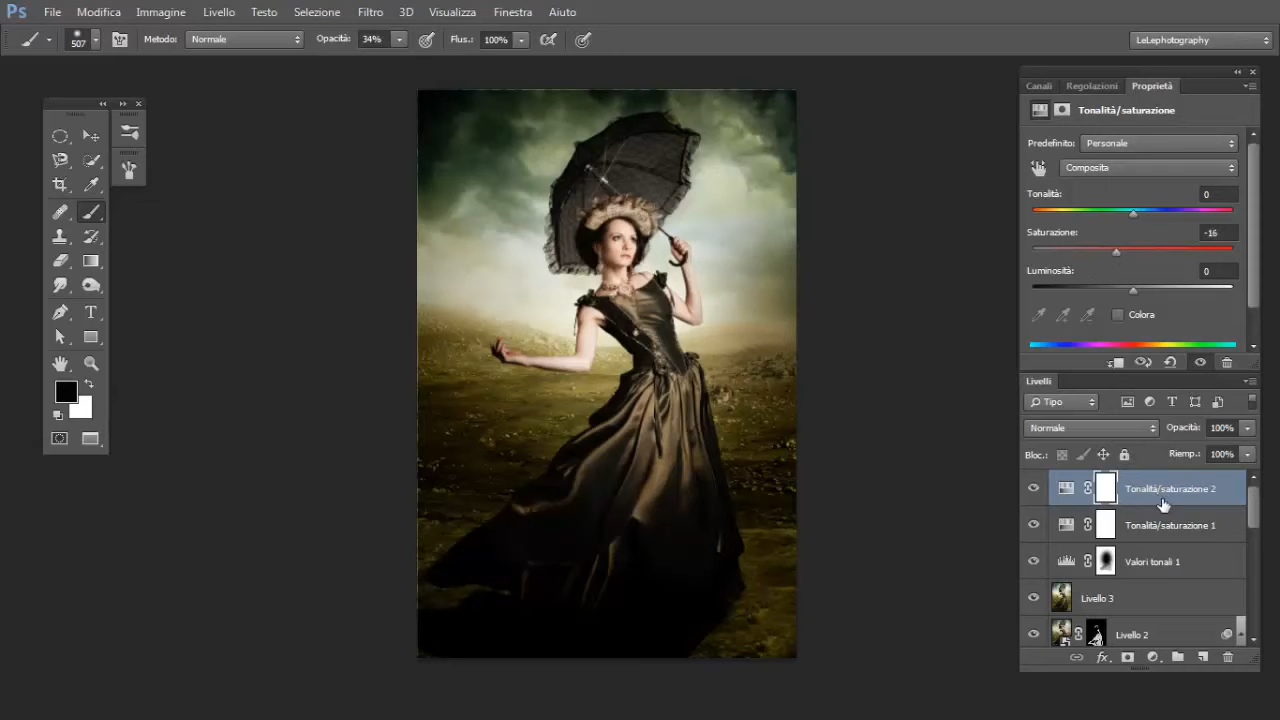 Ps File Modifica Immagine Livello Testo Selezione Filtro 3D Visualizza Finestra Aiuto
507 Metodo: Normale Opacità: 34% Flus.: 100% LeLephotography
Canali Regolazioni Proprietà
Tonalità/saturazione
Predefinito: Personale
Composita
Tonalità: 0
Saturazione: -16
Luminosità: 0
Colora
Livelli
Tipo
Normale Opacità: 100%
Bloc.: Riemp.: 100%
Tonalità/saturazione 2
Tonalità/saturazione 1
Valori tonali 1
Livello 3
Livello 2
fx